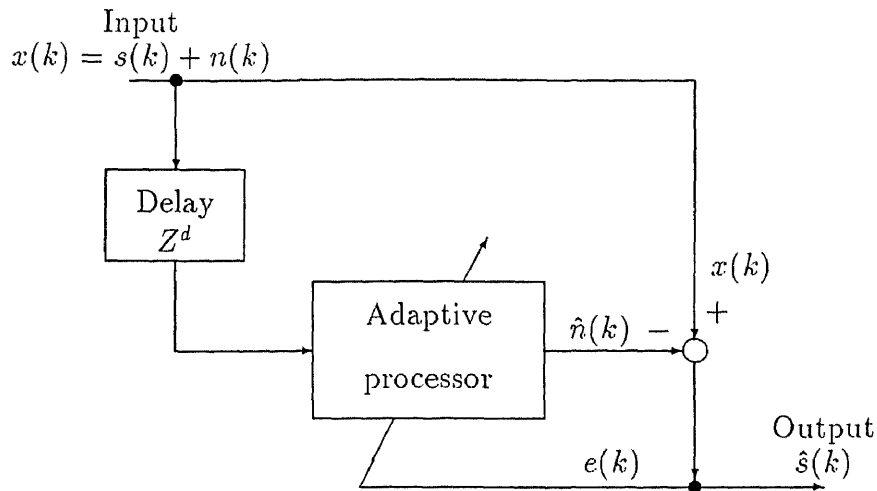 Input
x(k) = s(k) + n(k)
Delay
Z^d
x(k)
+
Adaptive
processor
n̂(k) −
e(k)
Output
ŝ(k)